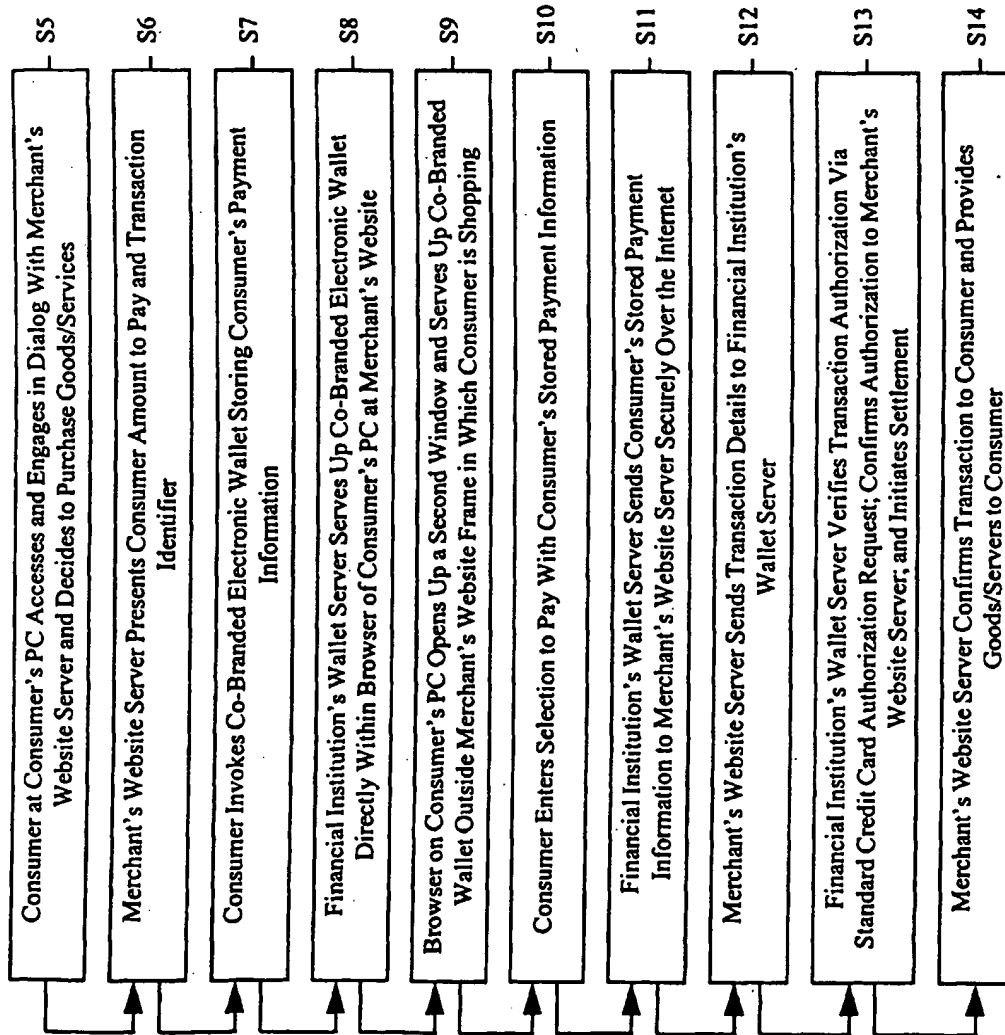 Consumer at Consumer's PC Accesses and Engages in Dialog With Merchant's
Website Server and Decides to Purchase Goods/Services
S5
Merchant's Website Server Presents Consumer Amount to Pay and Transaction
Identifier
S6
Consumer Invokes Co-Branded Electronic Wallet Storing Consumer's Payment
Information
S7
Financial Institution's Wallet Server Serves Up Co-Branded Electronic Wallet
Directly Within Browser of Consumer's PC at Merchant's Website
S8
Browser on Consumer's PC Opens Up a Second Window and Serves Up Co-Branded
Wallet Outside Merchant's Website Frame in Which Consumer is Shopping
S9
Consumer Enters Selection to Pay With Consumer's Stored Payment Information
S10
Financial Institution's Wallet Server Sends Consumer's Stored Payment
Information to Merchant's Website Server Securely Over the Internet
S11
Merchant's Website Server Sends Transaction Details to Financial Institution's
Wallet Server
S12
Financial Institution's Wallet Server Verifies Transaction Authorization Via
Standard Credit Card Authorization Request; Confirms Authorization to Merchant's
Website Server; and Initiates Settlement
S13
Merchant's Website Server Confirms Transaction to Consumer and Provides
Goods/Servers to Consumer
S14